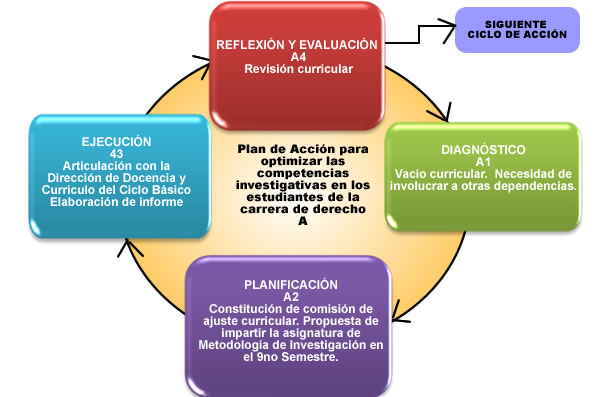 REFLEXIÓN Y EVALUACIÓN
A4
Revisión curricular
SIGUIENTE
CICLO DE ACCIÓN
EJECUCIÓN
43
Articulación con la
Dirección de Docencia y
Currículo del Ciclo Básico
Elaboración de informe
Plan de Acción para
optimizar las
competencias
investigativas en los
estudiantes de la
carrera de derecho
A
DIAGNÓSTICO
A1
Vacío curricular. Necesidad de
involucrar a otras dependencias.
PLANIFICACIÓN
A2
Constitución de comisión de
ajuste curricular. Propuesta de
impartir la asignatura de
Metodología de Investigación en
el 9no Semestre.